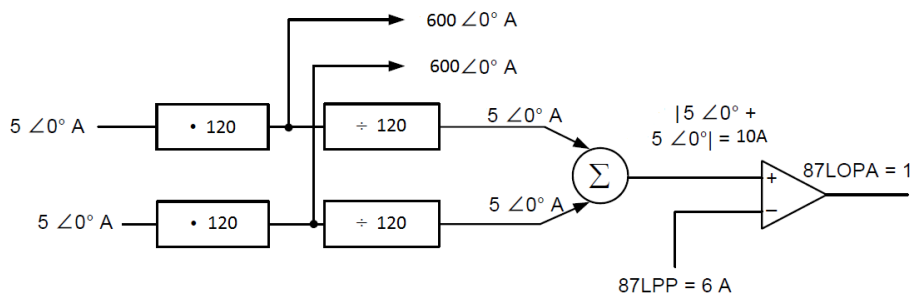 600 ∠0° A
600∠0° A
5 ∠0° A
• 120
÷ 120
5 ∠0° A
|5 ∠0° +
5 ∠0°| = 10A
Σ
+
−
87LOPA = 1
5 ∠0° A
• 120
÷ 120
5 ∠0° A
87LPP = 6 A